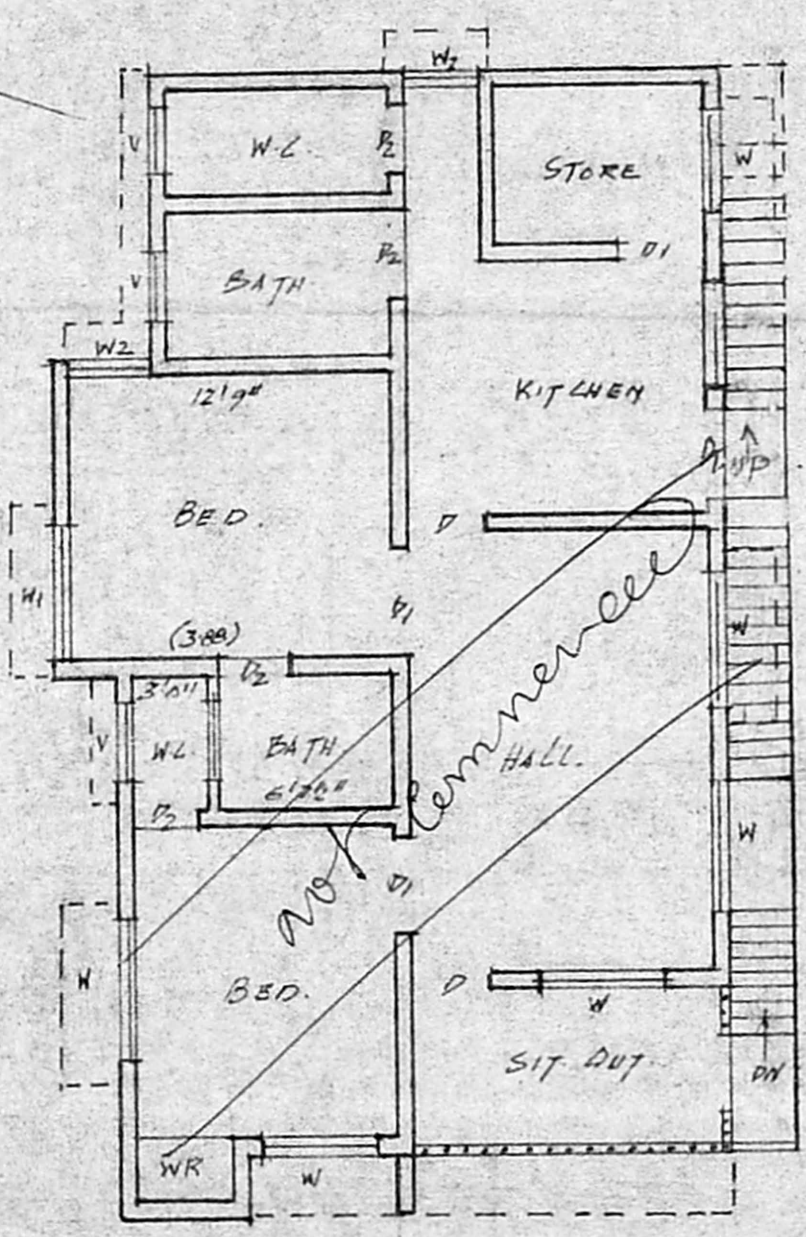 W2
W.C.
D2
STORE
W
V
D2
D1
BATH
V
W2
12'9"
KITCHEN
UP
BED.
D
W1
D1
(3.88)
W
D2
3'0"
V
W.C.
BATH.
HALL.
6'7½"
D2
W
D1
not commenced
W
BED.
D
W
SIT OUT.
DN
WR
W